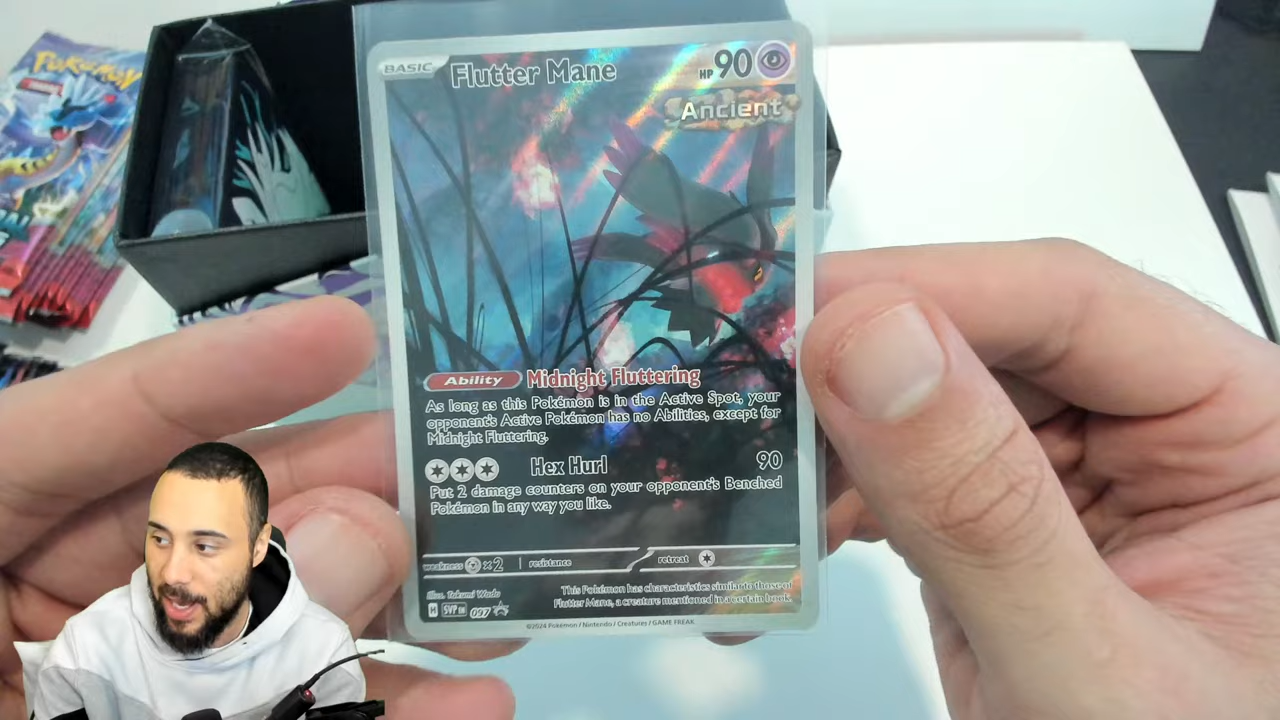 POKÉMON
BASIC
Flutter Mane
HP 90
Ancient
Ability Midnight Fluttering
As long as this Pokémon is in the Active Spot, your
opponent's Active Pokémon has no Abilities, except for
Midnight Fluttering.
Hex Hurl 90
Put 2 damage counters on your opponent's Benched
Pokémon in any way you like.
weakness ×2 resistance retreat
This Pokémon has characteristics similar to those of
Flutter Mane, a creature mentioned in a certain book.
Illus. Takumi Wada
H SVP EN 097
©2024 Pokémon / Nintendo / Creatures / GAME FREAK